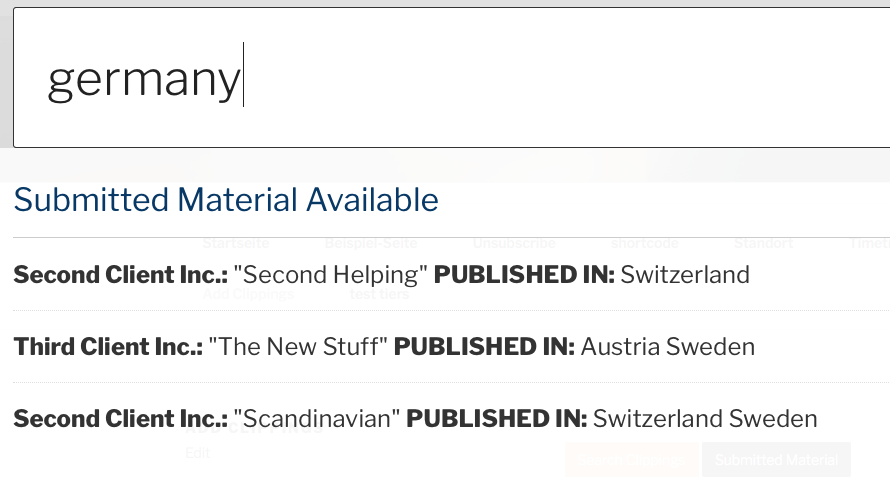 germany
Submitted Material Available
Startseite Beispiel-Seite Unsubscribe shortcode Standort
Second Client Inc.: "Second Helping" PUBLISHED IN: Switzerland
Add Clippings test tiers
Third Client Inc.: "The New Stuff" PUBLISHED IN: Austria Sweden
Second Client Inc.: "Scandinavian" PUBLISHED IN: Switzerland Sweden
Edit
Submitted Material